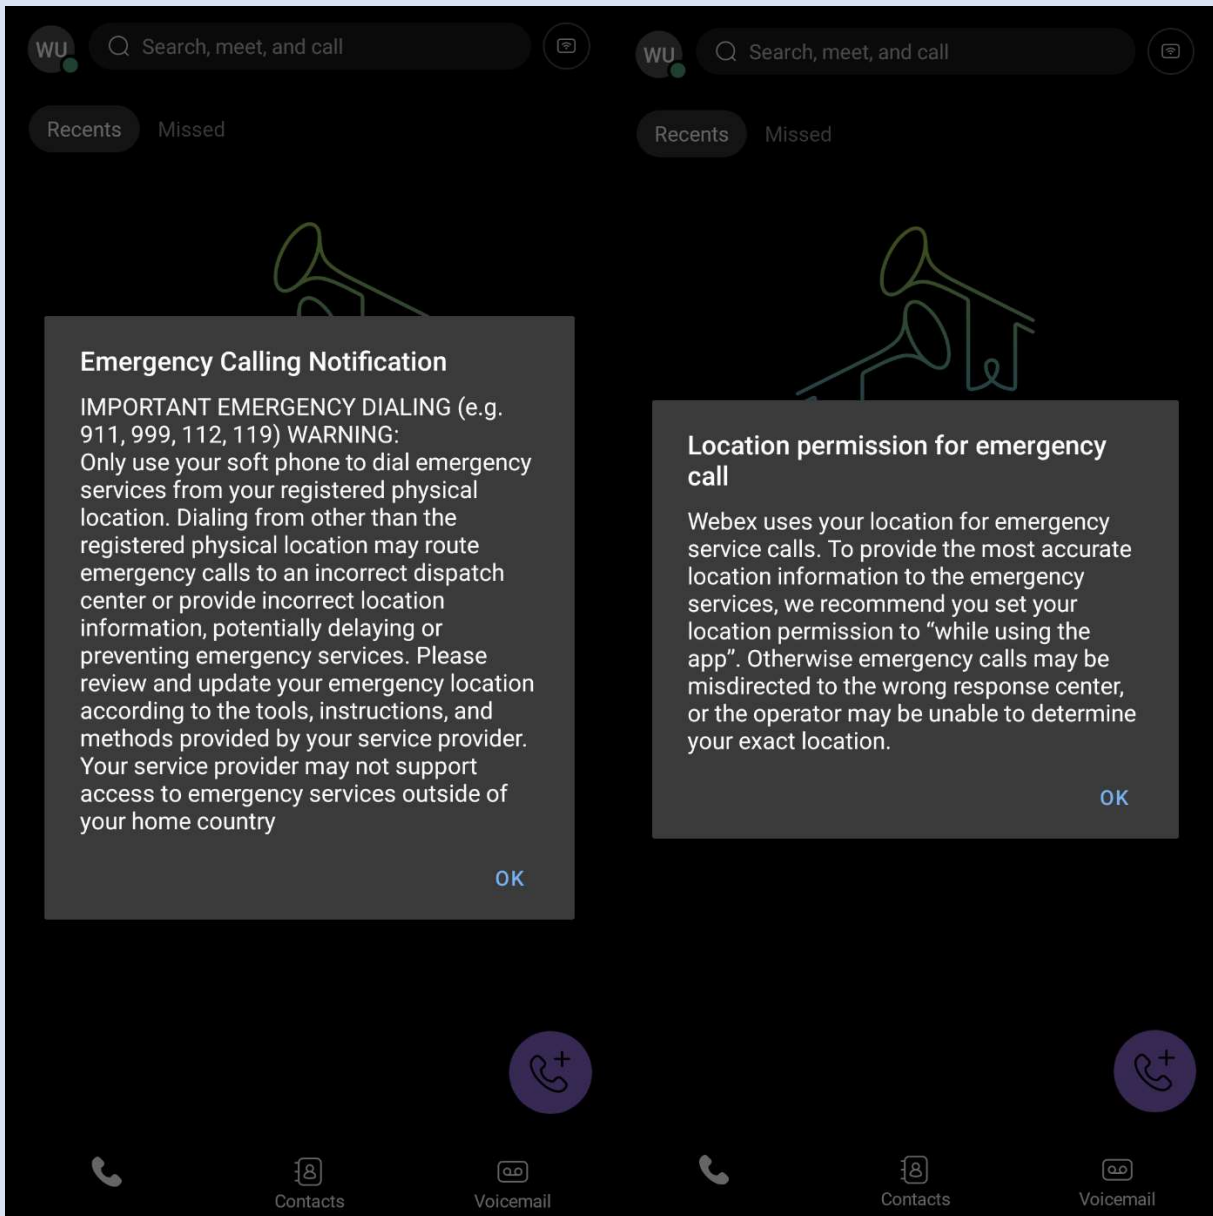 WU
Search, meet, and call
Recents
Missed
Emergency Calling Notification
IMPORTANT EMERGENCY DIALING (e.g.
911, 999, 112, 119) WARNING:
Only use your soft phone to dial emergency
services from your registered physical
location. Dialing from other than the
registered physical location may route
emergency calls to an incorrect dispatch
center or provide incorrect location
information, potentially delaying or
preventing emergency services. Please
review and update your emergency location
according to the tools, instructions, and
methods provided by your service provider.
Your service provider may not support
access to emergency services outside of
your home country
OK
Contacts
Voicemail
WU
Search, meet, and call
Recents
Missed
Location permission for emergency
call
Webex uses your location for emergency
service calls. To provide the most accurate
location information to the emergency
services, we recommend you set your
location permission to “while using the
app”. Otherwise emergency calls may be
misdirected to the wrong response center,
or the operator may be unable to determine
your exact location.
OK
Contacts
Voicemail